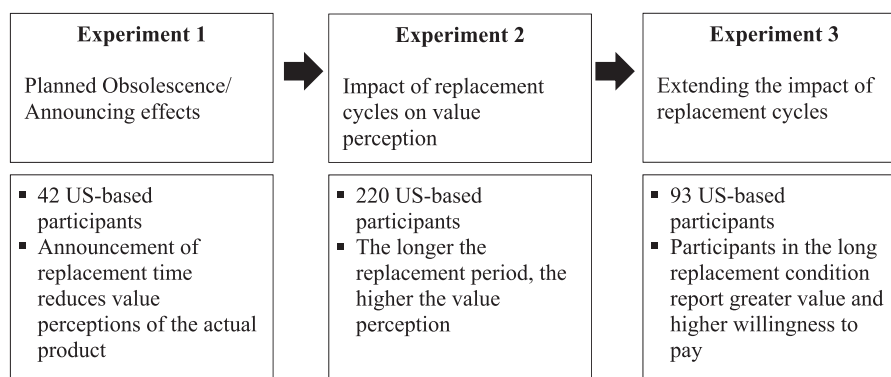 Experiment 1
Planned Obsolescence/
Announcing effects
Experiment 2
Impact of replacement
cycles on value
perception
Experiment 3
Extending the impact of
replacement cycles
▪ 42 US-based
participants
▪ Announcement of
replacement time
reduces value
perceptions of the actual
product
▪ 220 US-based
participants
▪ The longer the
replacement period, the
higher the value
perception
▪ 93 US-based
participants
▪ Participants in the long
replacement condition
report greater value and
higher willingness to
pay